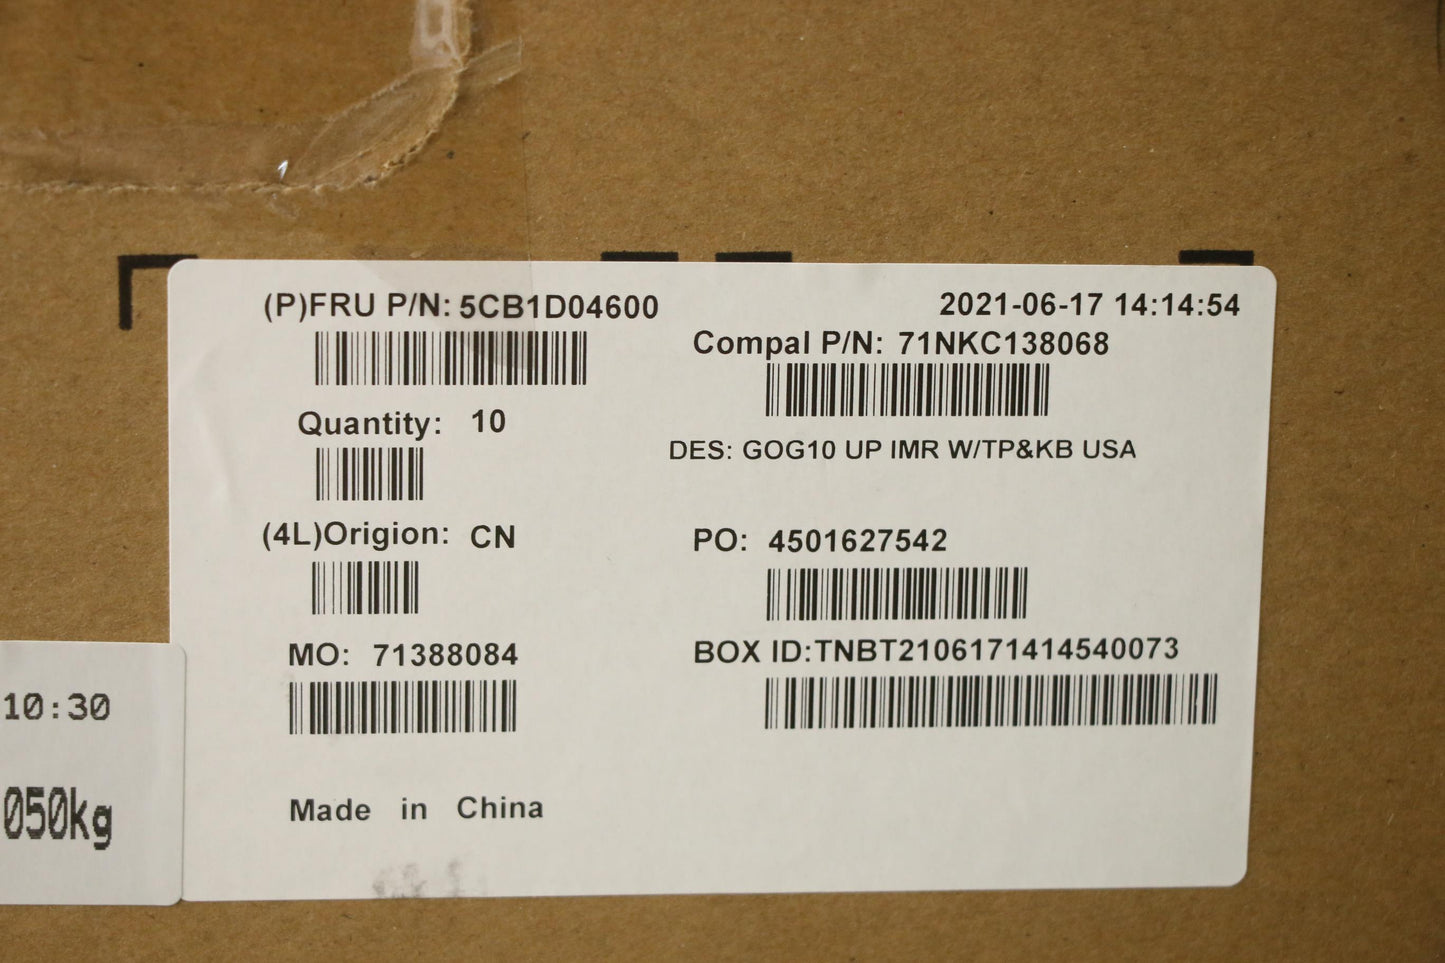 (P)FRU P/N: 5CB1D04600
2021-06-17 14:14:54
Compal P/N: 71NKC138068
Quantity: 10
DES: GOG10 UP IMR W/TP&KB USA
(4L)Origion: CN
PO: 4501627542
MO: 71388084
BOX ID:TNBT2106171414540073
Made in China
10:30
050kg